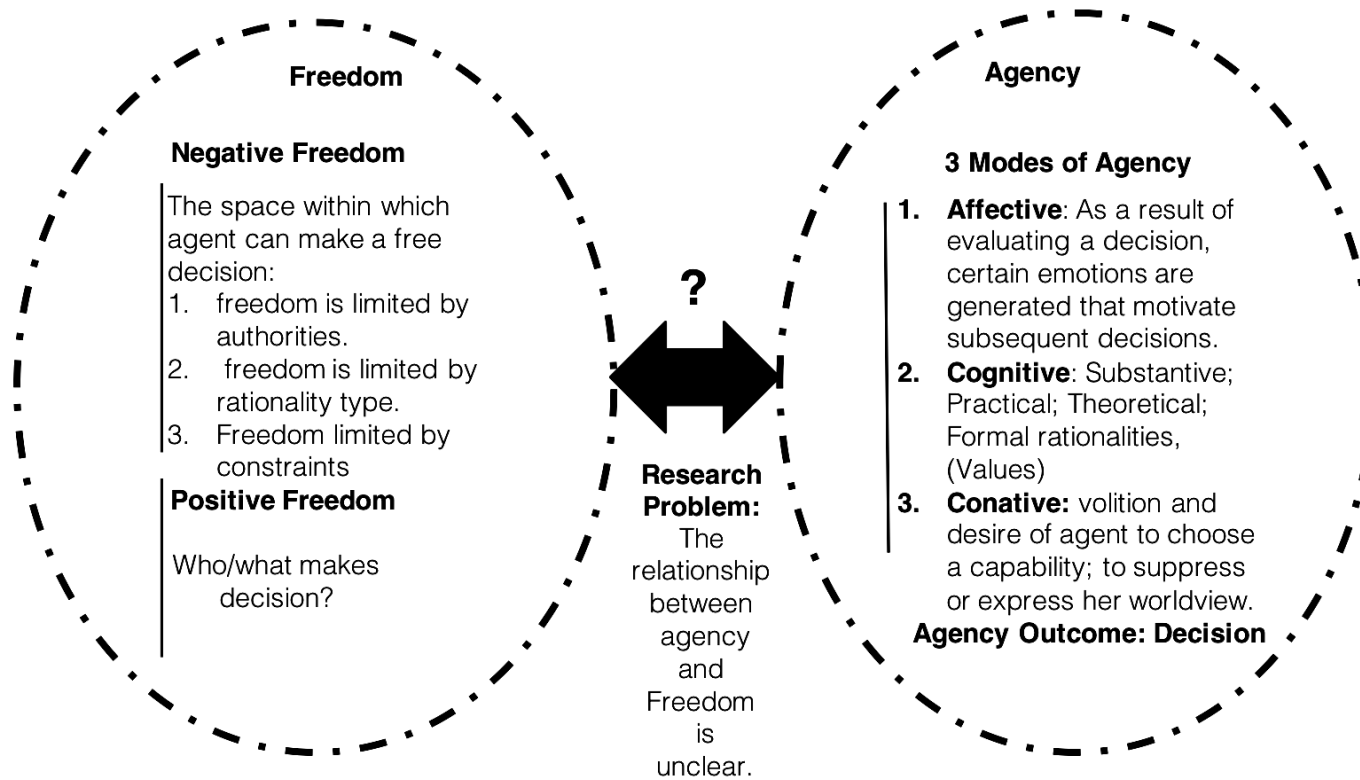 Freedom
Negative Freedom
The space within which
agent can make a free
decision:
1. freedom is limited by
authorities.
2. freedom is limited by
rationality type.
3. Freedom limited by
constraints
Positive Freedom
Who/what makes
decision?
?
Research
Problem:
The
relationship
between
agency
and
Freedom
is
unclear.
Agency
3 Modes of Agency
1. Affective: As a result of
evaluating a decision,
certain emotions are
generated that motivate
subsequent decisions.
2. Cognitive: Substantive;
Practical; Theoretical;
Formal rationalities,
(Values)
3. Conative: volition and
desire of agent to choose
a capability; to suppress
or express her worldview.
Agency Outcome: Decision